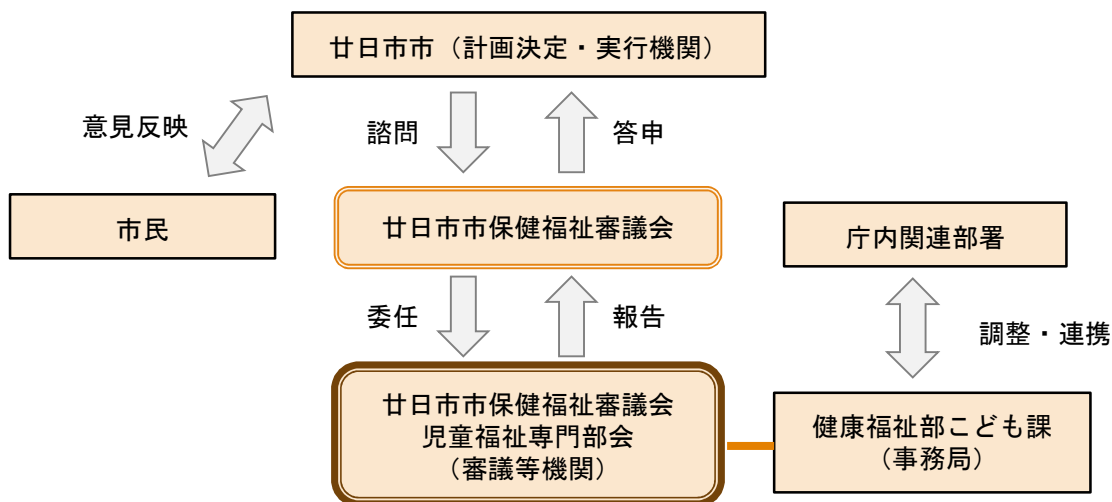 廿日市市（計画決定・実行機関）
意見反映
諮問
答申
市民
廿日市市保健福祉審議会
庁内関連部署
委任
報告
調整・連携
廿日市市保健福祉審議会
児童福祉専門部会
（審議等機関）
健康福祉部こども課
（事務局）